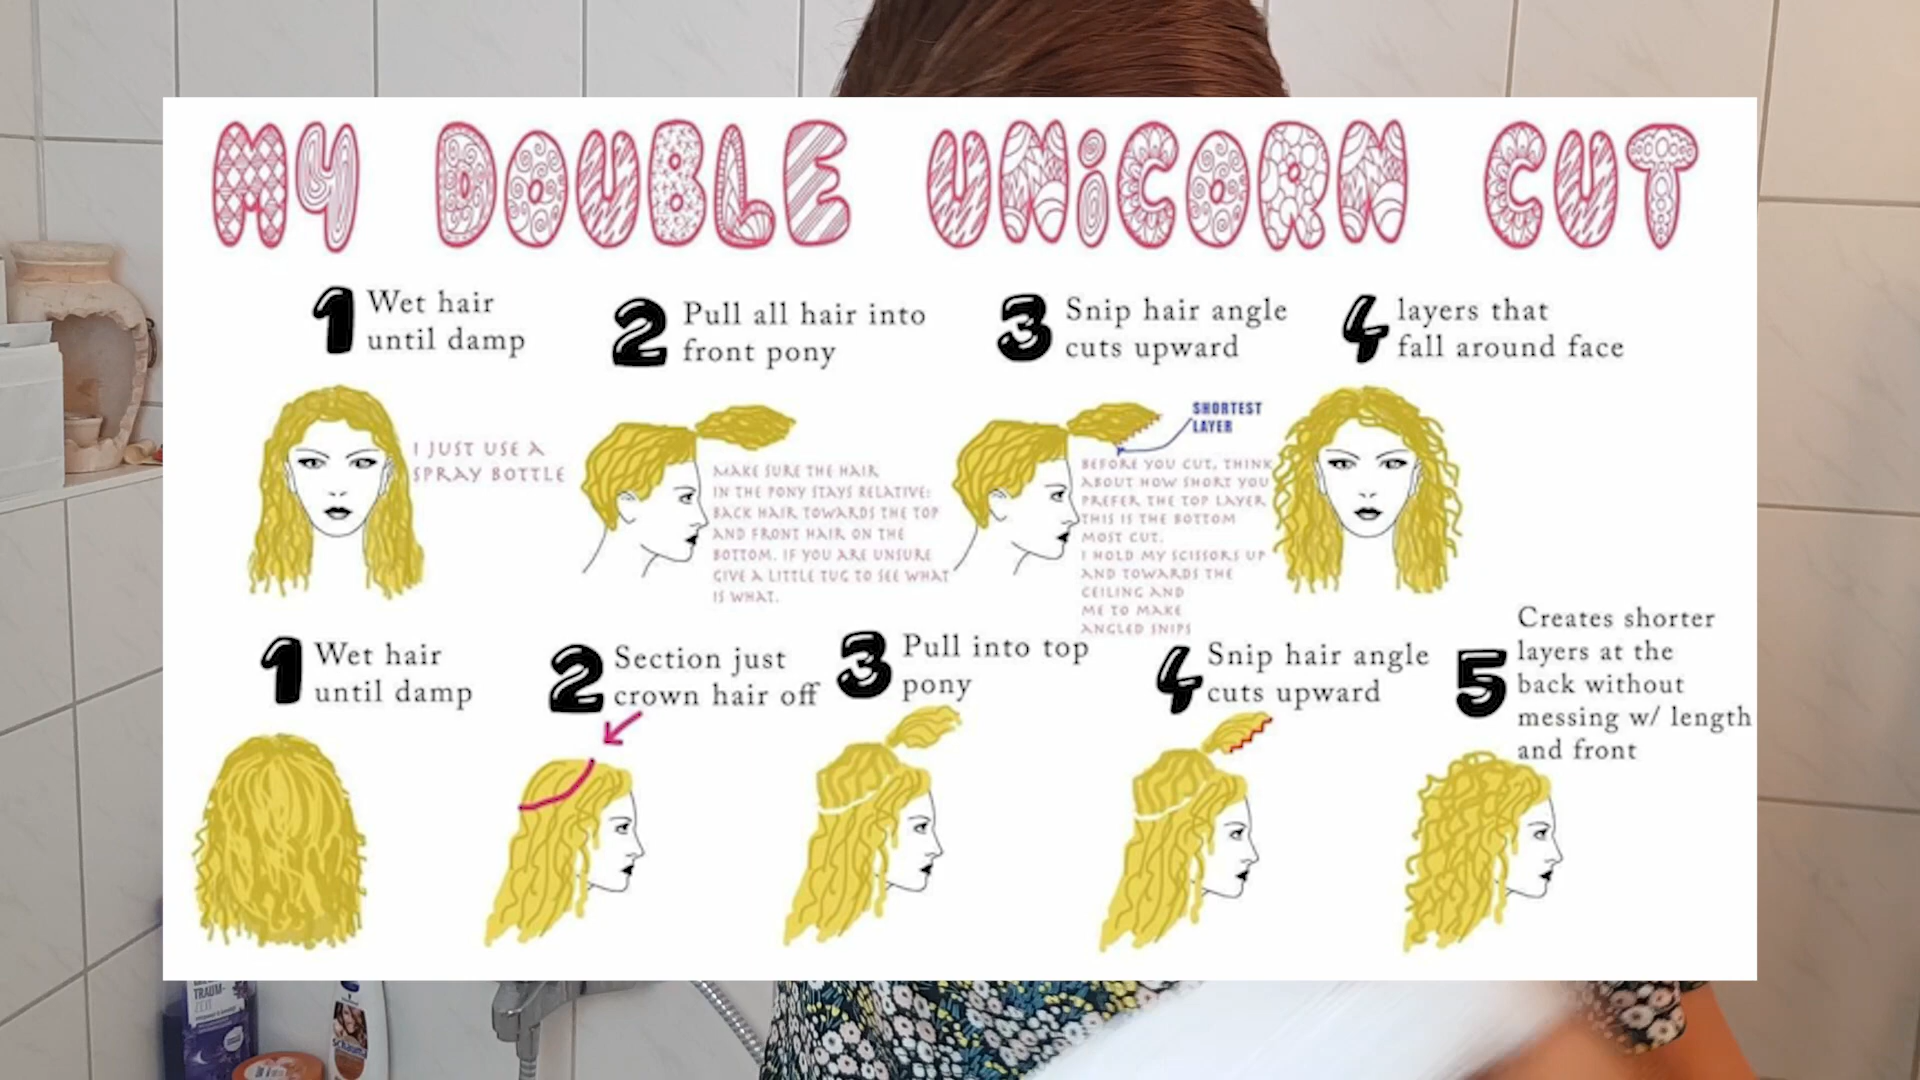 MY DOUBLE UNICORN CUT
1 Wet hair
until damp
I JUST USE A
SPRAY BOTTLE
2 Pull all hair into
front pony
MAKE SURE THE HAIR
IN THE PONY STAYS RELATIVE:
BACK HAIR TOWARDS THE TOP
AND FRONT HAIR ON THE
BOTTOM. IF YOU ARE UNSURE
GIVE A LITTLE TUG TO SEE WHAT
IS WHAT.
3 Snip hair angle
cuts upward
SHORTEST
LAYER
BEFORE YOU CUT, THINK
ABOUT HOW SHORT YOU
PREFER THE TOP LAYER
THIS IS THE BOTTOM
MOST CUT.
I HOLD MY SCISSORS UP
AND TOWARDS THE
CEILING AND
ME TO MAKE
ANGLED SNIPS
4 layers that
fall around face
1 Wet hair
until damp
2 Section just
crown hair off
3 Pull into top
pony
4 Snip hair angle
cuts upward
5 Creates shorter
layers at the
back without
messing w/ length
and front
TRAUM-
ZEIT
schauma